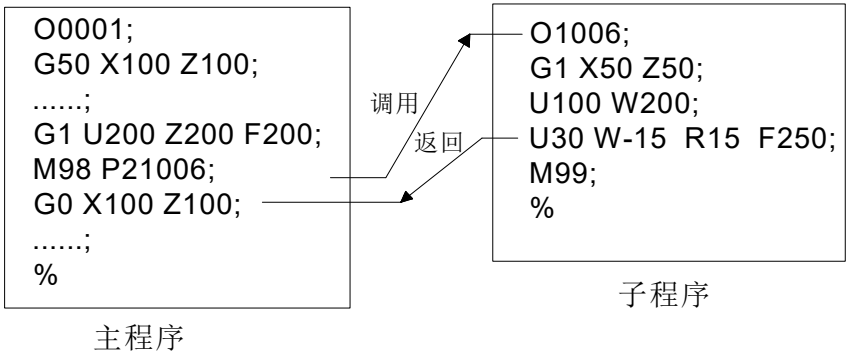 O0001;
G50 X100 Z100;
......;
G1 U200 Z200 F200;
M98 P21006;
G0 X100 Z100;
......;
%
主程序
调用
返回
O1006;
G1 X50 Z50;
U100 W200;
U30 W-15 R15 F250;
M99;
%
子程序